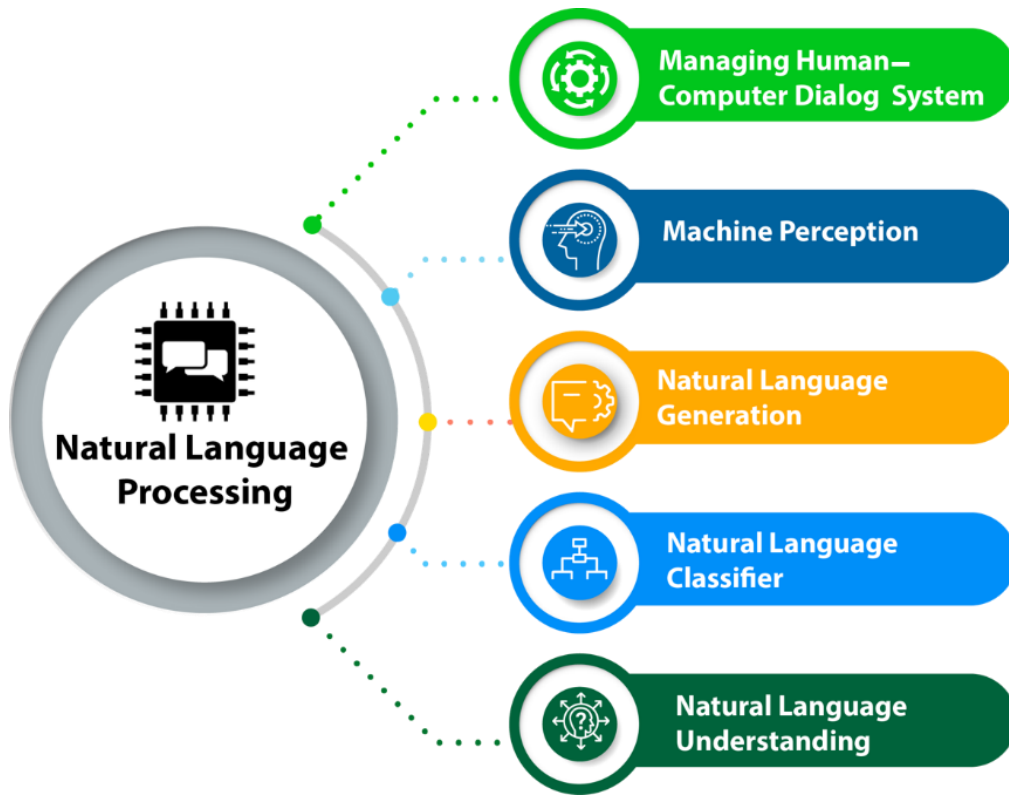 Natural Language
Processing
Managing Human–
Computer Dialog System
Machine Perception
Natural Language
Generation
Natural Language
Classifier
Natural Language
Understanding